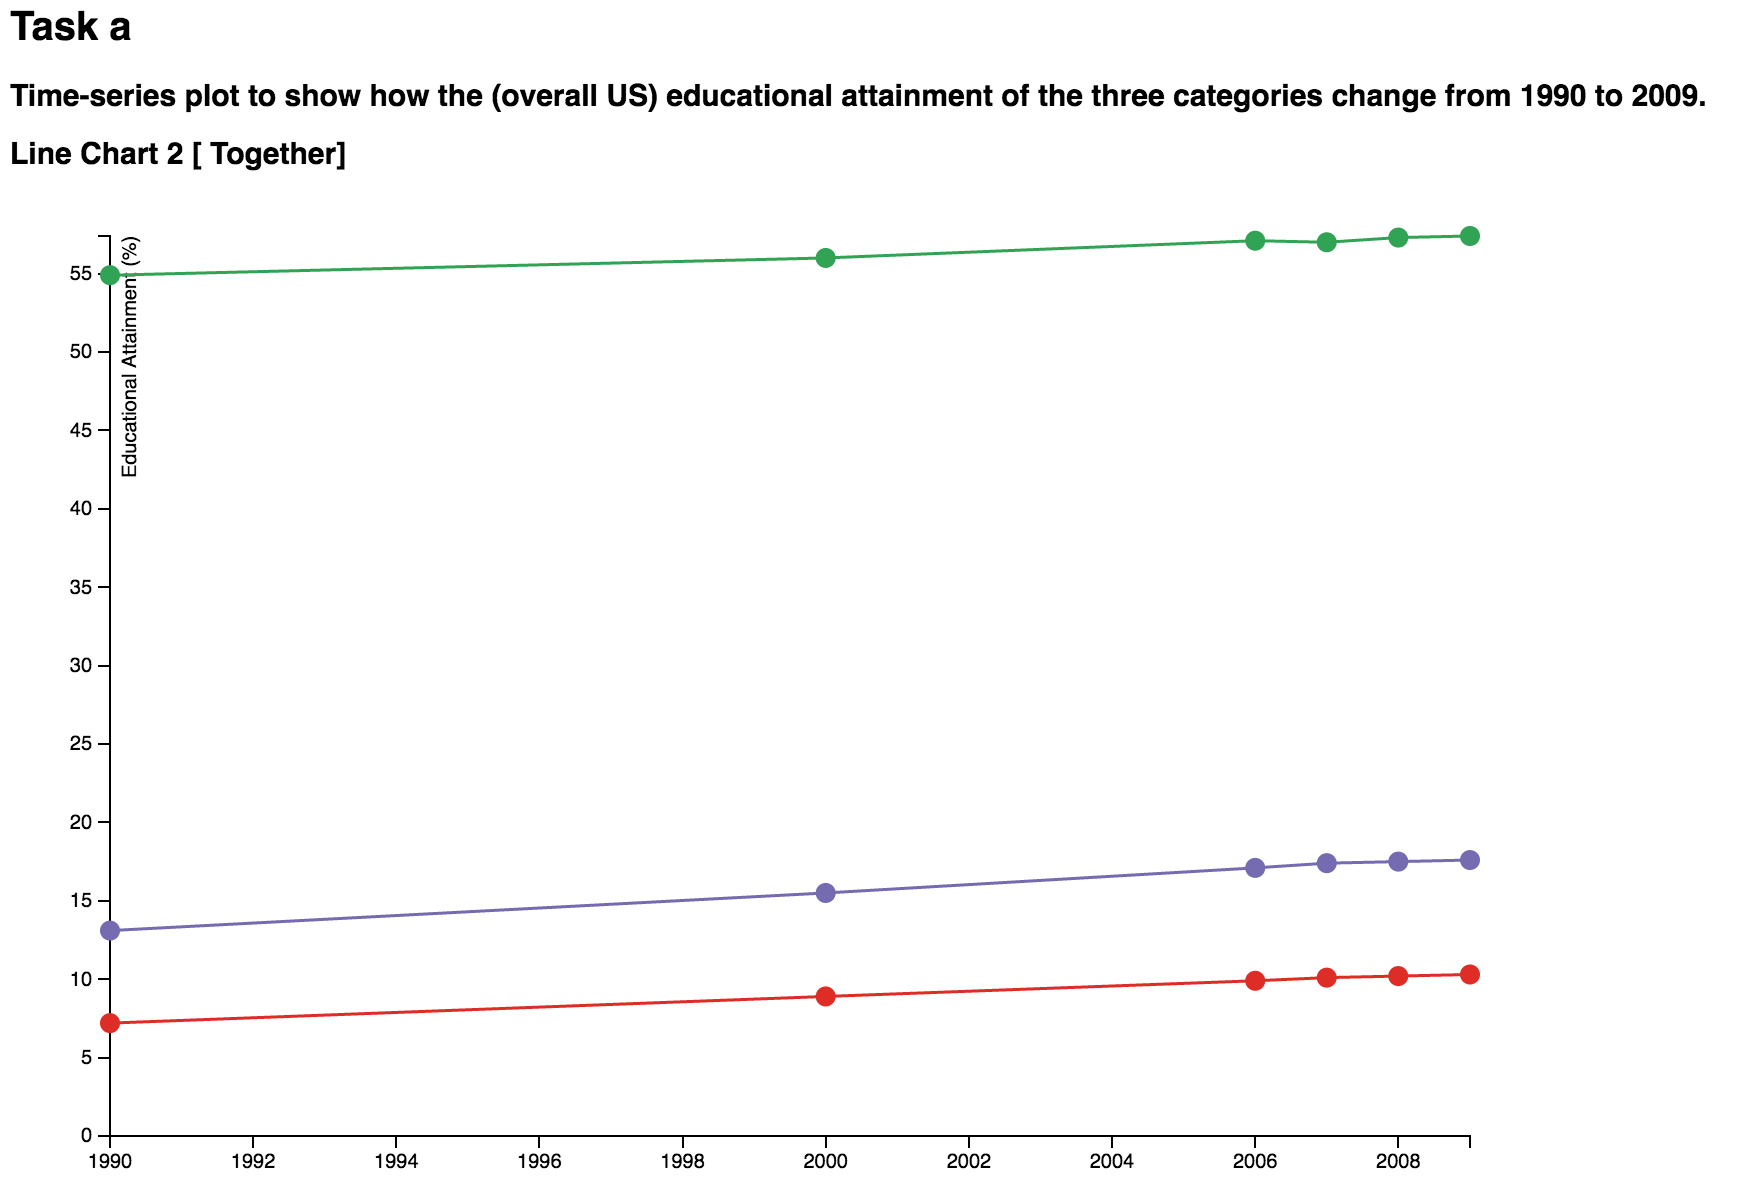 Task a
Time-series plot to show how the (overall US) educational attainment of the three categories change from 1990 to 2009.
Line Chart 2 [ Together]
Educational Attainment (%)
55
50
45
40
35
30
25
20
15
10
5
0
1990 1992 1994 1996 1998 2000 2002 2004 2006 2008